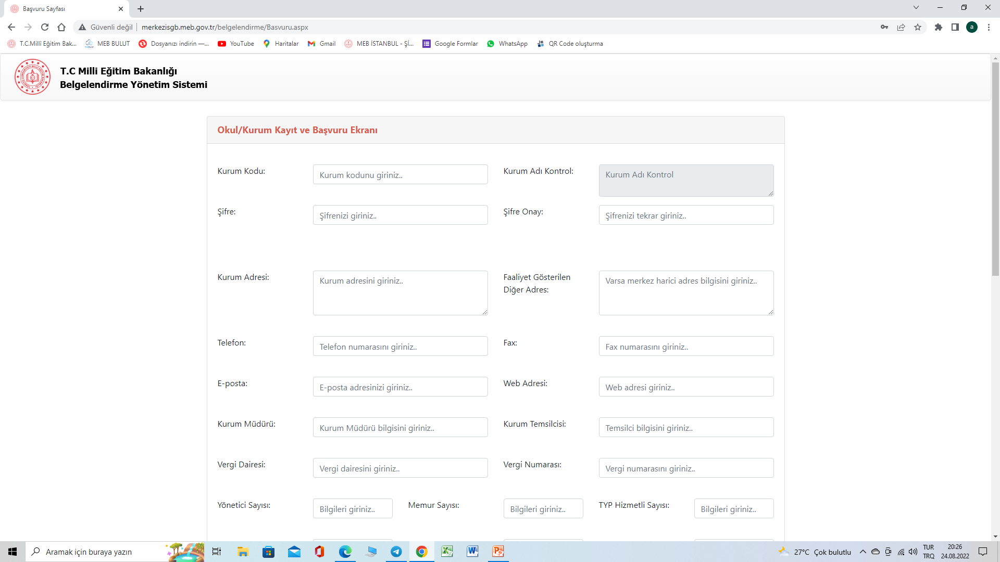 Başvuru Sayfası
Güvenli değil
merkezisgb.meb.gov.tr/belgelendirme/Basvuru.aspx
a
T.C.Millî Eğitim Bak...
MEB BULUT
Dosyanızı indirin —...
YouTube
Haritalar
Gmail
MEB İSTANBUL - Şİ...
Google Formlar
WhatsApp
QR Code oluşturma
T.C Milli Eğitim Bakanlığı
Belgelendirme Yönetim Sistemi
Okul/Kurum Kayıt ve Başvuru Ekranı
Kurum Kodu:
Kurum kodunu giriniz..
Kurum Adı Kontrol:
Kurum Adı Kontrol
Şifre:
Şifrenizi giriniz..
Şifre Onay:
Şifrenizi tekrar giriniz..
Kurum Adresi:
Kurum adresini giriniz..
Faaliyet Gösterilen
Diğer Adres:
Varsa merkez harici adres bilgisini giriniz..
Telefon:
Telefon numarasını giriniz..
Fax:
Fax numarasını giriniz..
E-posta:
E-posta adresinizi giriniz..
Web Adresi:
Web adresi giriniz..
Kurum Müdürü:
Kurum Müdürü bilgisini giriniz..
Kurum Temsilcisi:
Temsilci bilgisini giriniz..
Vergi Dairesi:
Vergi dairesini giriniz..
Vergi Numarası:
Vergi numarasını giriniz..
Yönetici Sayısı:
Bilgileri giriniz..
Memur Sayısı:
Bilgileri giriniz..
TYP Hizmetli Sayısı:
Bilgileri giriniz..
Aramak için buraya yazın
27°C Çok bulutlu
TUR
TRQ
20:26
24.08.2022